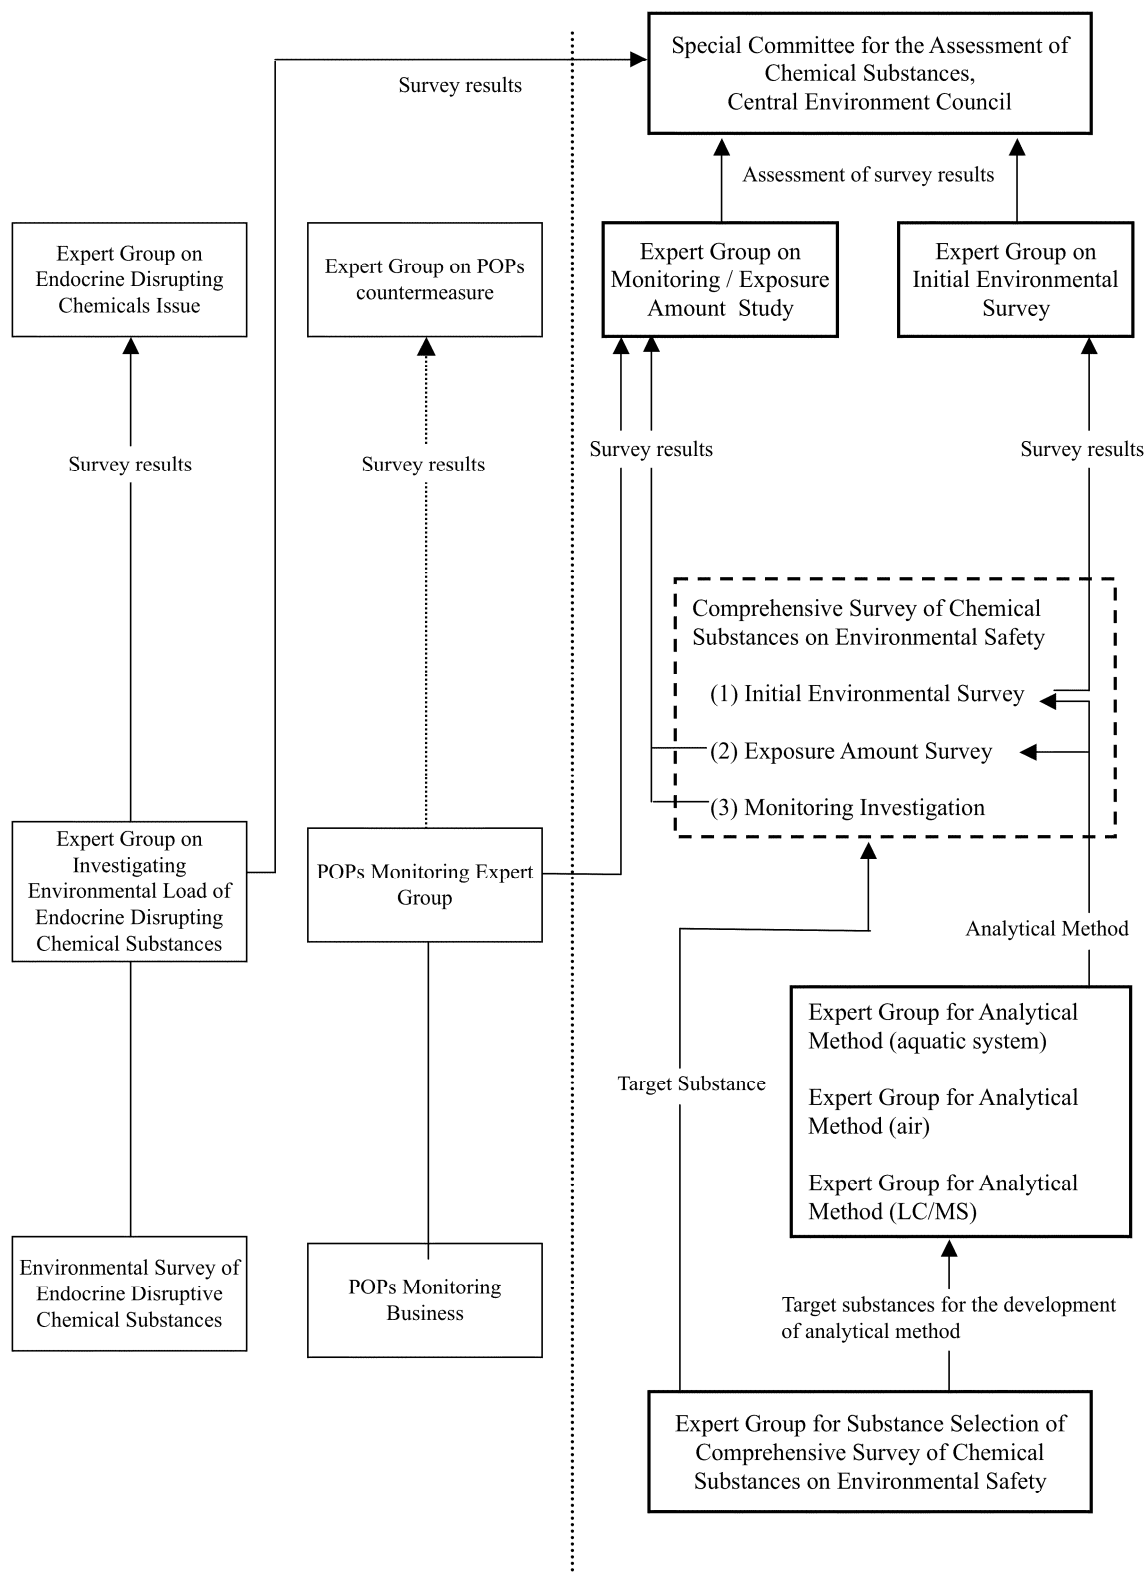 Special Committee for the Assessment of
Chemical Substances,
Central Environment Council
Survey results
Assessment of survey results
Expert Group on
Endocrine Disrupting
Chemicals Issue
Expert Group on POPs
countermeasure
Expert Group on
Monitoring / Exposure
Amount Study
Expert Group on
Initial Environmental
Survey
Survey results
Survey results
Survey results
Survey results
Comprehensive Survey of Chemical
Substances on Environmental Safety
(1) Initial Environmental Survey
(2) Exposure Amount Survey
(3) Monitoring Investigation
Expert Group on
Investigating
Environmental Load of
Endocrine Disrupting
Chemical Substances
POPs Monitoring Expert
Group
Analytical Method
Expert Group for Analytical
Method (aquatic system)
Expert Group for Analytical
Method (air)
Expert Group for Analytical
Method (LC/MS)
Target Substance
Environmental Survey of
Endocrine Disruptive
Chemical Substances
POPs Monitoring
Business
Target substances for the development
of analytical method
Expert Group for Substance Selection of
Comprehensive Survey of Chemical
Substances on Environmental Safety